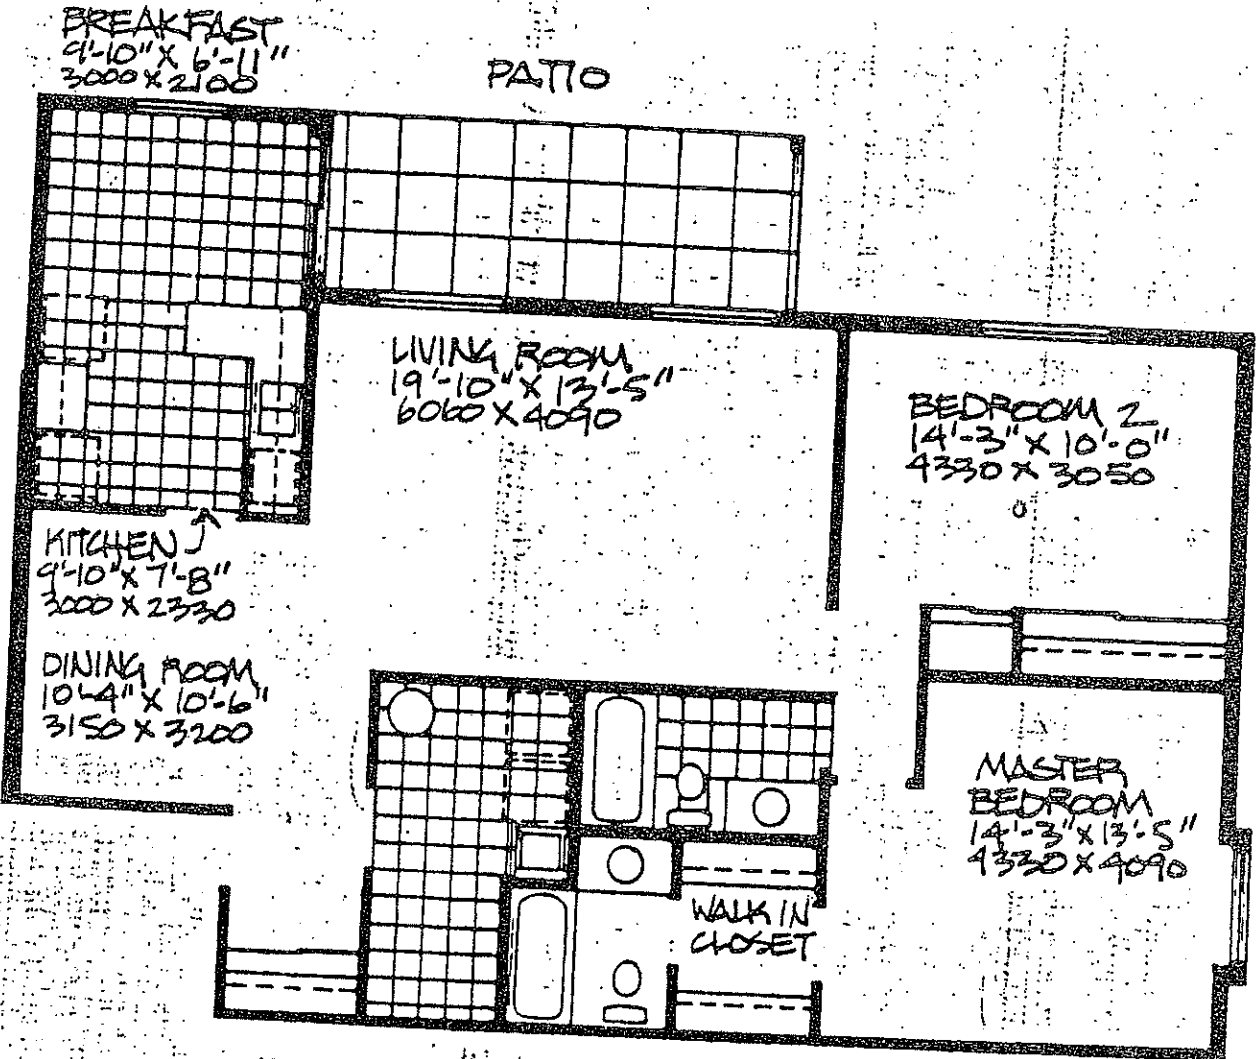 BREAKFAST
9'-10" X 6'-11"
3000 X 2100
PATIO
LIVING ROOM
19'-10" X 13'-5"
6060 X 4090
BEDROOM 2
14'-3" X 10'-0"
4330 X 3050
KITCHEN
9'-10" X 7'-8"
3000 X 2330
DINING ROOM
10'-4" X 10'-6"
3150 X 3200
MASTER
BEDROOM
14'-3" X 13'-5"
4330 X 4090
WALK IN
CLOSET